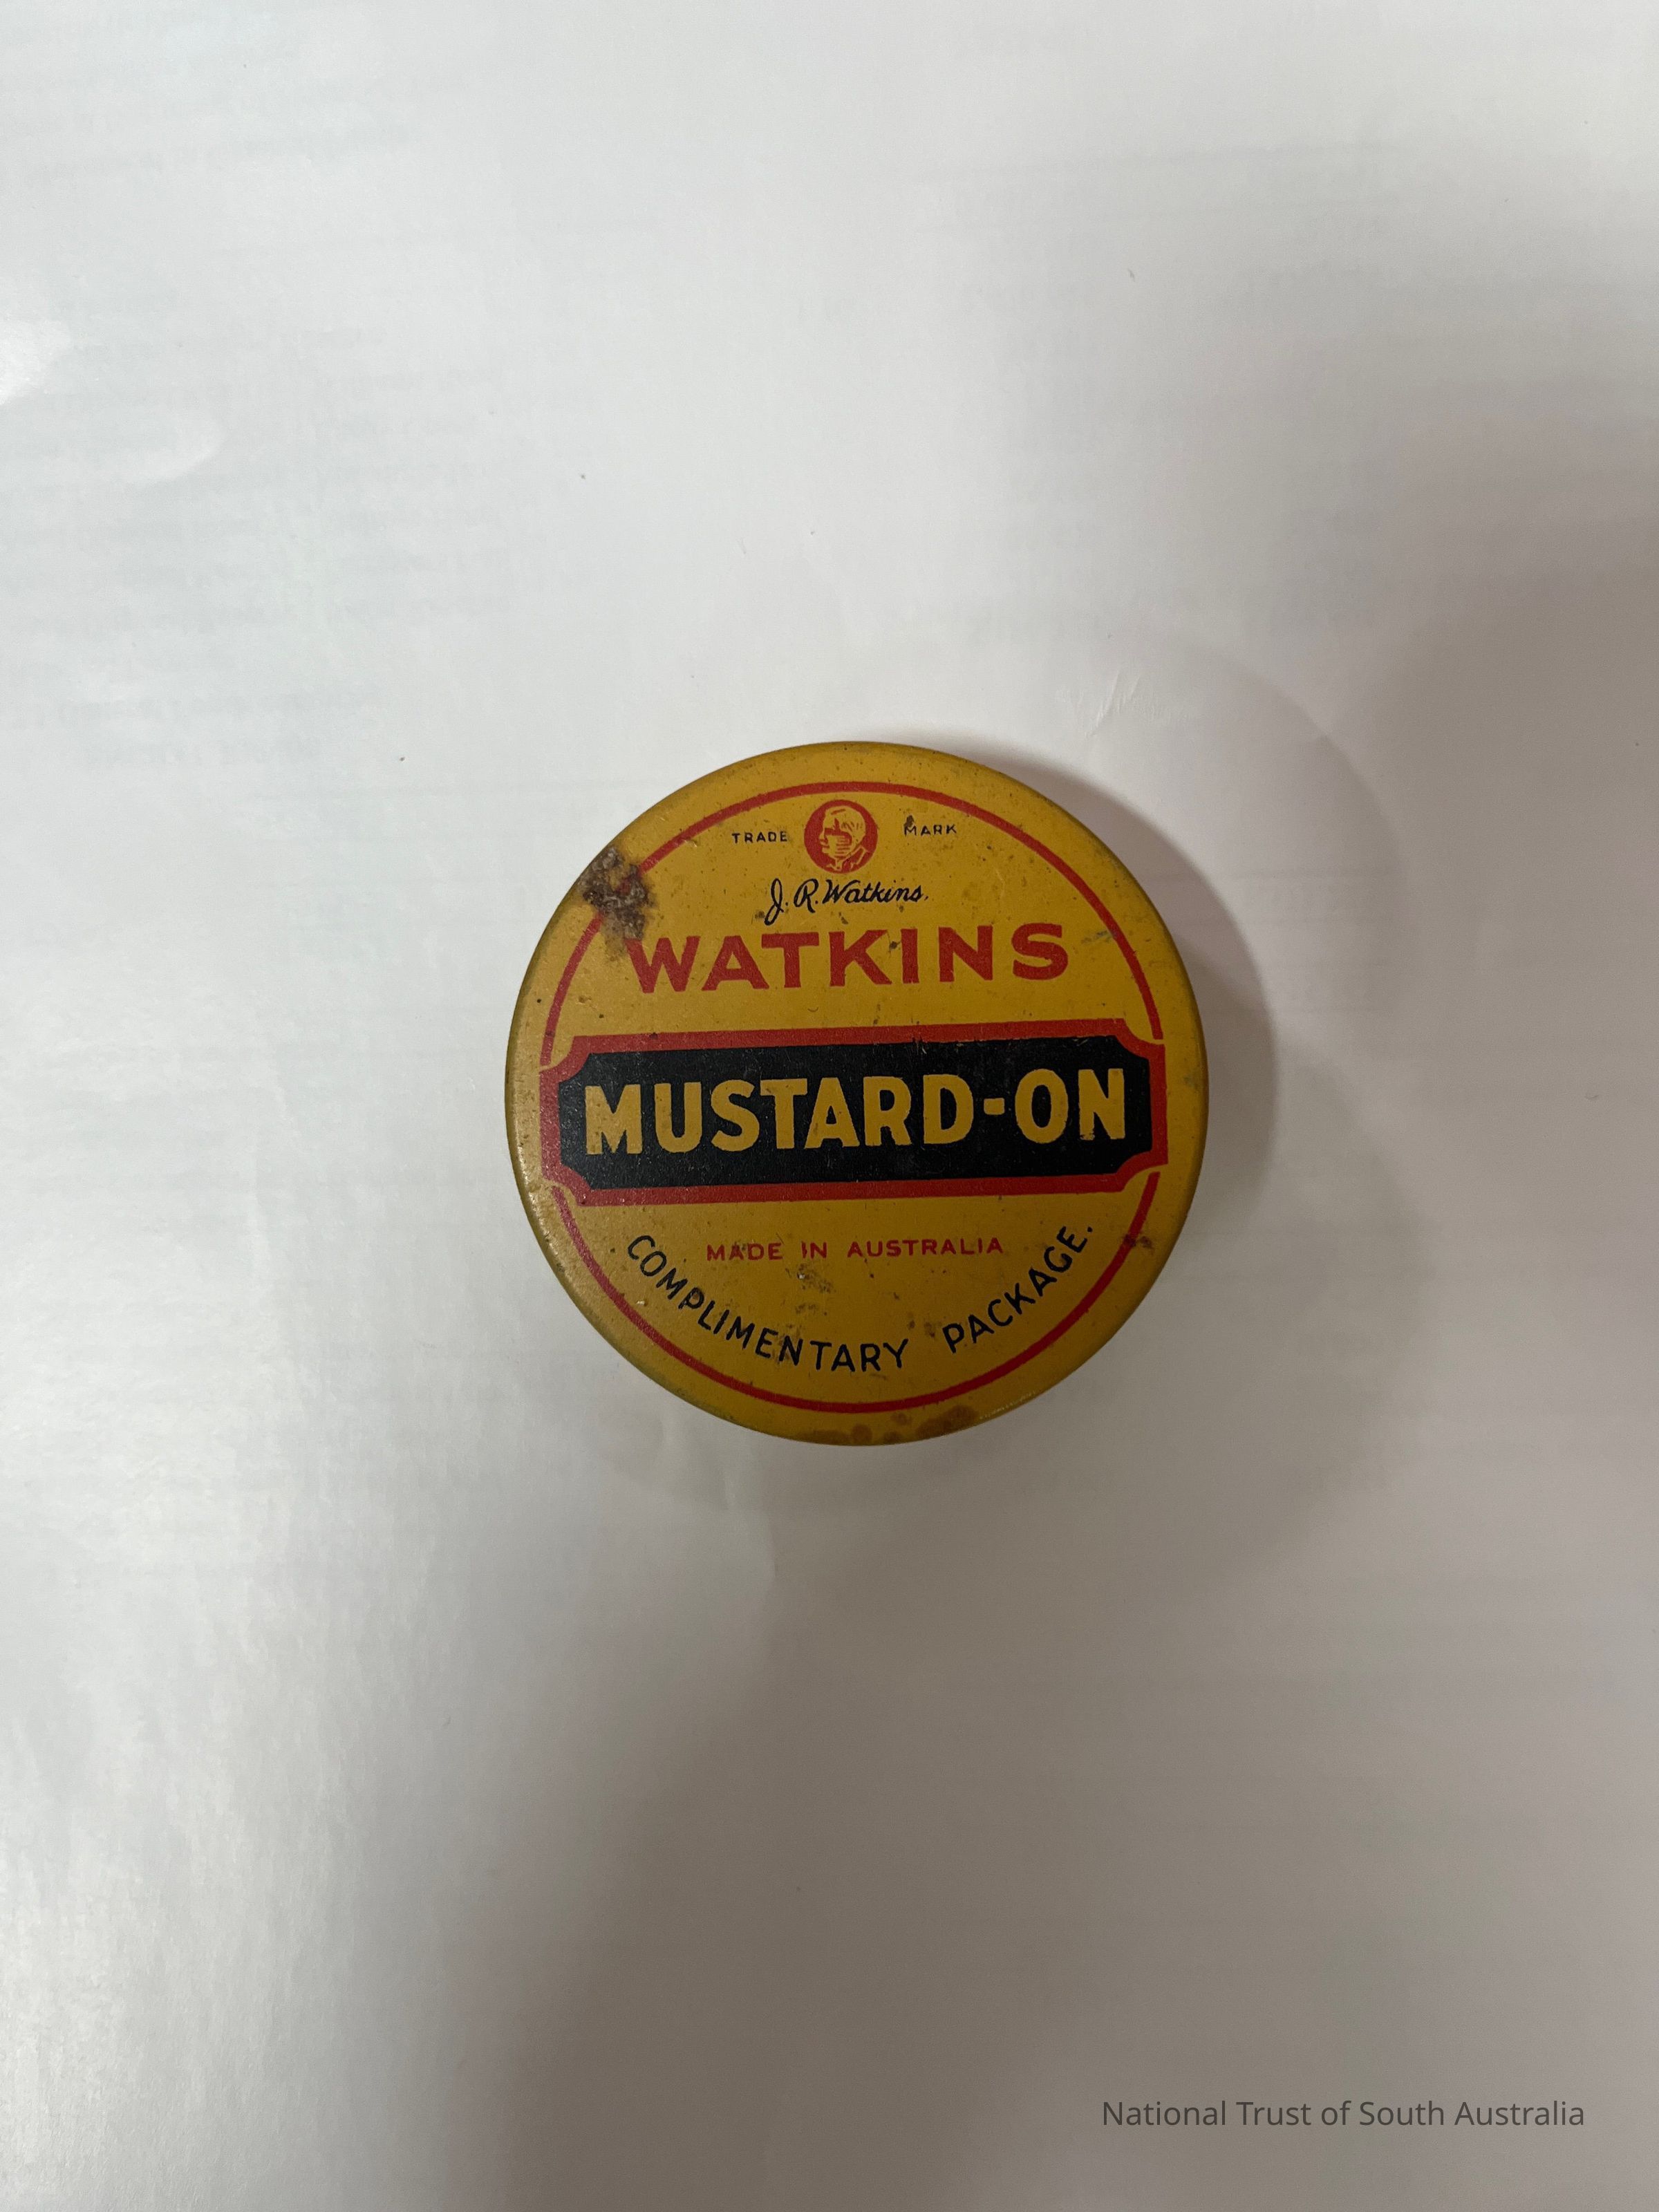 TRADE MARK
J. R. Watkins.
WATKINS
MUSTARD-ON
MADE IN AUSTRALIA
COMPLIMENTARY PACKAGE.
National Trust of South Australia